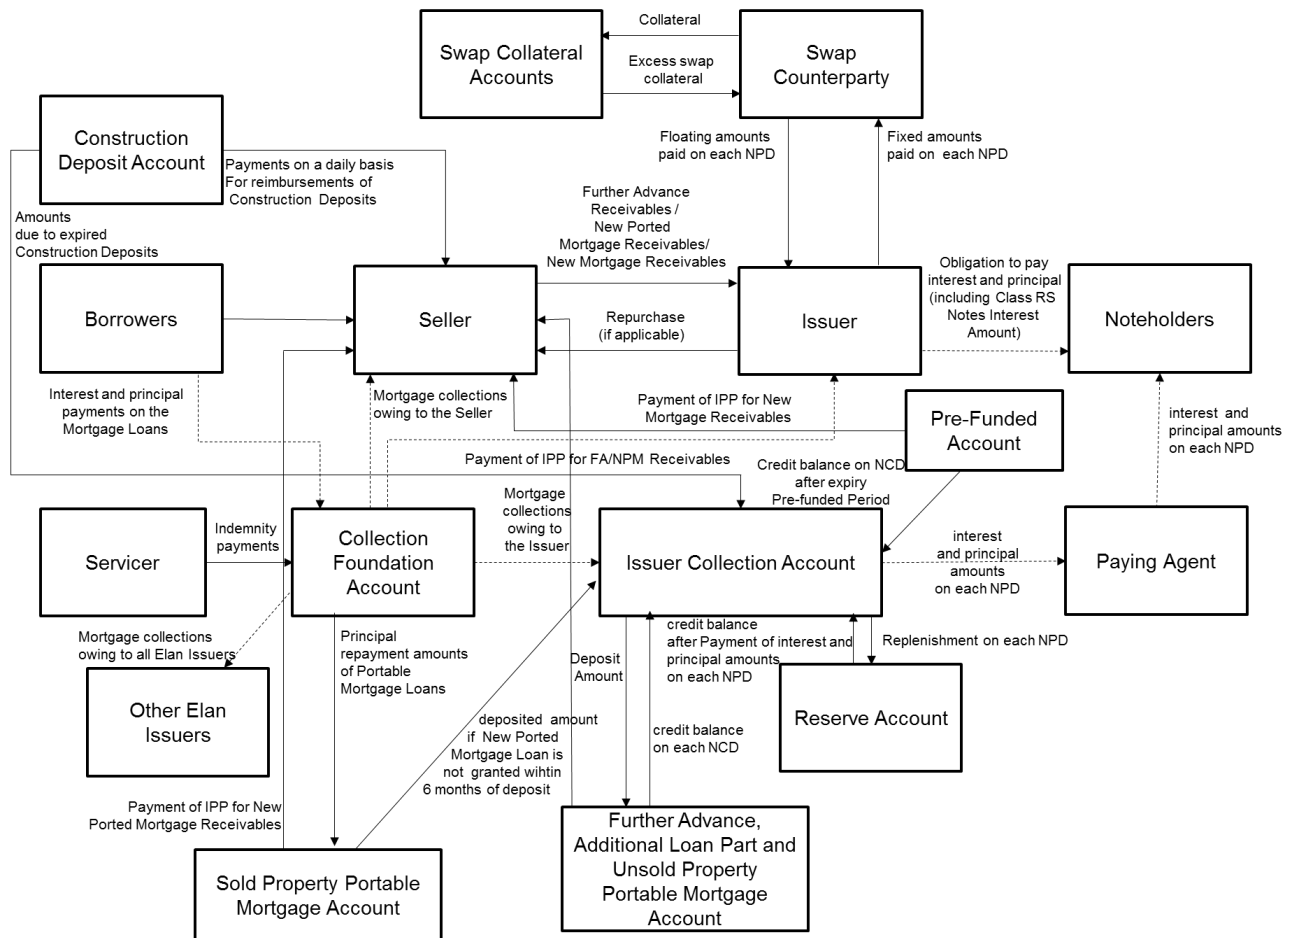 Collateral
Swap Collateral
Accounts
Excess swap
collateral
Swap
Counterparty
Construction
Deposit Account
Payments on a daily basis
For reimbursements of
Construction Deposits
Floating amounts
paid on each NPD
Fixed amounts
paid on each NPD
Amounts
due to expired
Construction Deposits
Further Advance
Receivables /
New Ported
Mortgage Receivables/
New Mortgage Receivables
Obligation to pay
interest and principal
(including Class RS
Notes Interest
Amount)
Borrowers
Seller
Repurchase
(if applicable)
Issuer
Noteholders
Interest and principal
payments on the
Mortgage Loans
Mortgage collections
owing to the Seller
Payment of IPP for New
Mortgage Receivables
Pre-Funded
Account
interest and
principal amounts
on each NPD
Payment of IPP for FA/NPM Receivables
Credit balance on NCD
after expiry
Pre-funded Period
Servicer
Indemnity
payments
Collection
Foundation
Account
Mortgage
collections
owing to
the Issuer
Issuer Collection Account
interest
and principal
amounts
on each NPD
Paying Agent
Mortgage collections
owing to all Elan Issuers
Principal
repayment amounts
of Portable
Mortgage Loans
Deposit
Amount
credit balance
after Payment of interest and
principal amounts
on each NPD
Replenishment on each NPD
Other Elan
Issuers
Reserve Account
deposited amount
if New Ported
Mortgage Loan is
not granted wihtin
6 months of deposit
credit balance
on each NCD
Payment of IPP for New
Ported Mortgage Receivables
Sold Property Portable
Mortgage Account
Further Advance,
Additional Loan Part and
Unsold Property
Portable Mortgage
Account